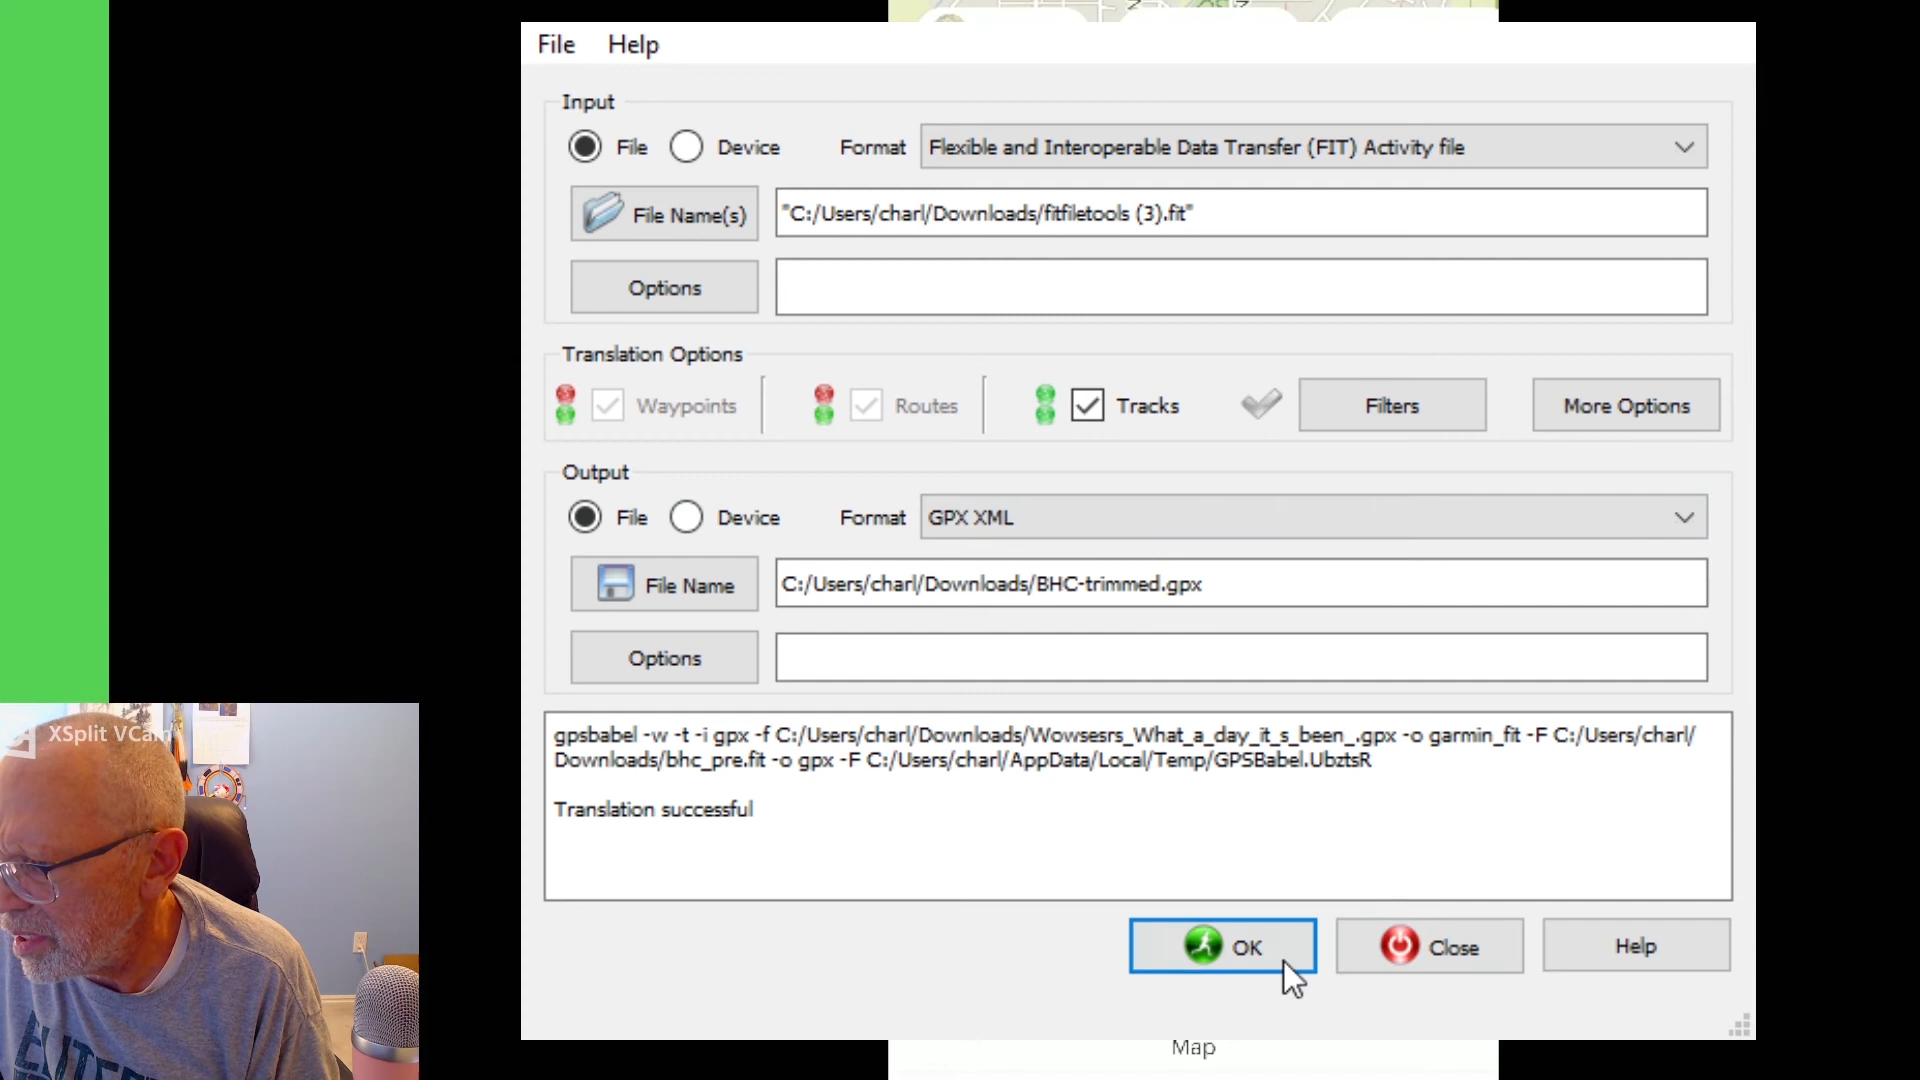 File Help
Input
File Device Format Flexible and Interoperable Data Transfer (FIT) Activity file
File Name(s) "C:/Users/charl/Downloads/fitfiletools (3).fit"
Options
Translation Options
Waypoints Routes Tracks Filters More Options
Output
File Device Format GPX XML
File Name C:/Users/charl/Downloads/BHC-trimmed.gpx
Options
gpsbabel -w -t -i gpx -f C:/Users/charl/Downloads/Wowsesrs_What_a_day_it_s_been_.gpx -o garmin_fit -F C:/Users/charl/
Downloads/bhc_pre.fit -o gpx -F C:/Users/charl/AppData/Local/Temp/GPSBabel.UbztsR
Translation successful
OK Close Help
Map
XSplit VCam